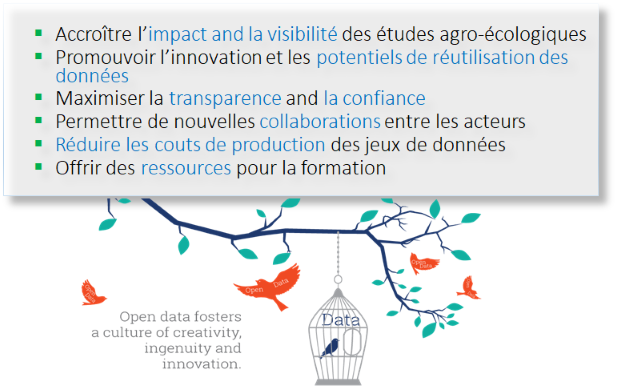 Accroître l'impact and la visibilité des études agro-écologiques
Promouvoir l'innovation et les potentiels de réutilisation des
données
Maximiser la transparence and la confiance
Permettre de nouvelles collaborations entre les acteurs
Réduire les couts de production des jeux de données
Offrir des ressources pour la formation
Open Data
Open Data
Data
Open data fosters
a culture of creativity,
ingenuity and
innovation.